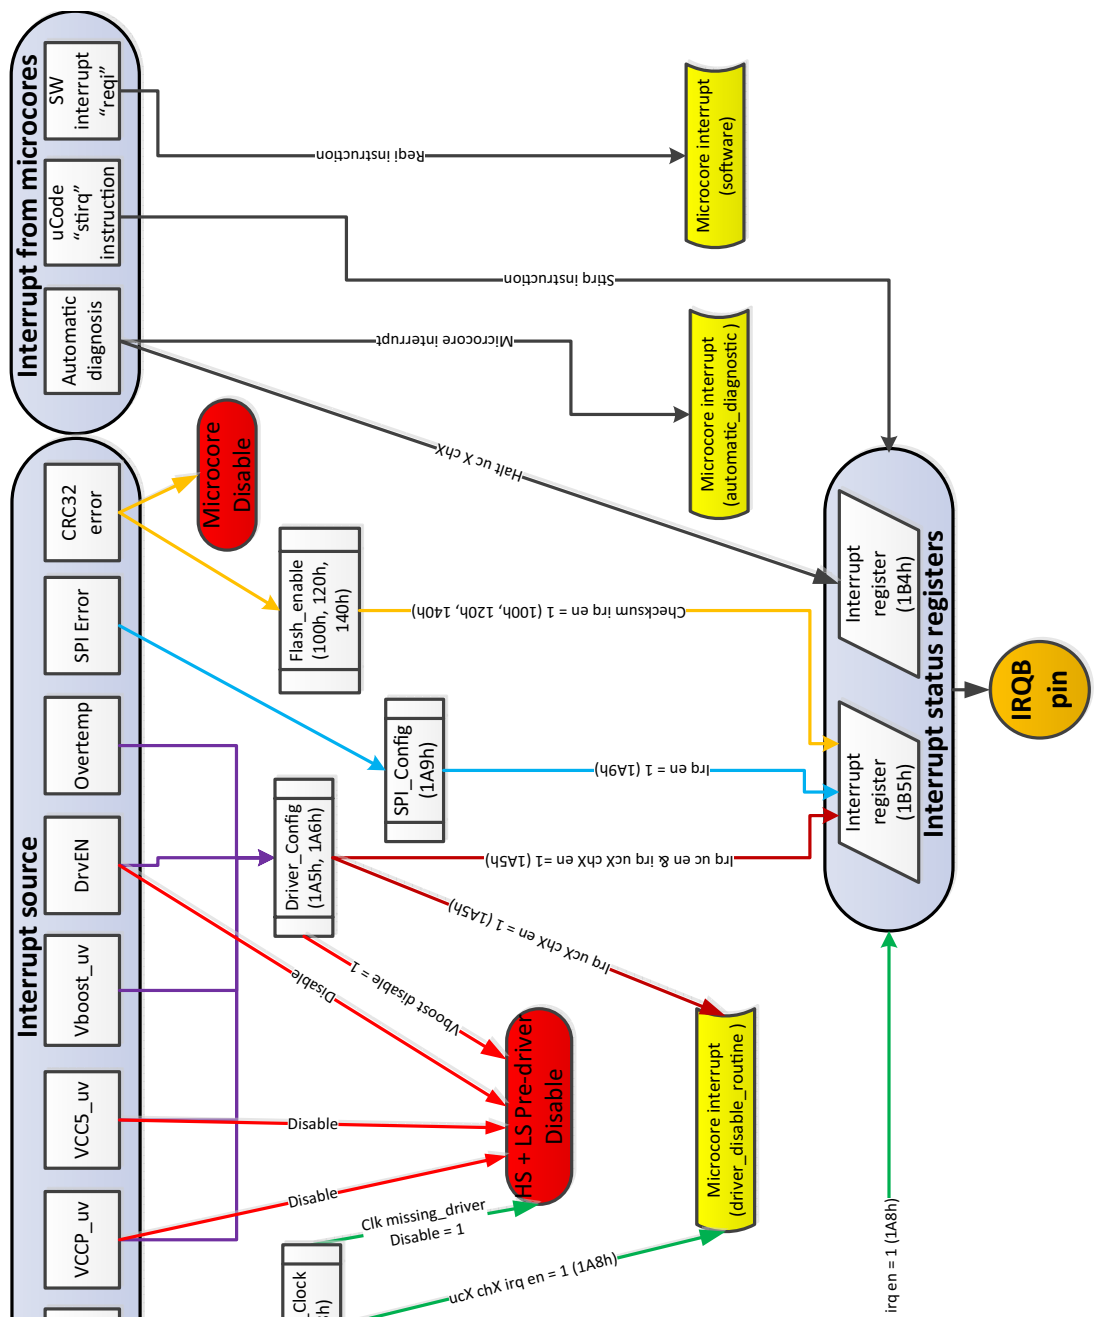 Interrupt from microcores
SW
interrupt
“reqi”
uCode
“stirq”
instruction
Automatic
diagnosis
Reqi instruction
Stirq instruction
Microcore interrupt
Halt uc X chX
Microcore interrupt
(software)
Microcore interrupt
(automatic_diagnostic )
Interrupt source
CRC32
error
SPI Error
Overtemp
DrvEN
Vboost_uv
VCC5_uv
VCCP_uv
Microcore
Disable
Flash_enable
(100h, 120h,
140h)
SPI_Config
(1A9h)
Driver_Config
(1A5h, 1A6h)
_Clock
Checksum irq en = 1 (100h, 120h, 140h)
Irq en = 1 (1A9h)
Irq uc en & irq ucX chX en =1 (1A5h)
Irq ucX chX en = 1 (1A5h)
Vboost disable = 1
Disable
Disable
Disable
Clk missing_driver
Disable = 1
ucX chX irq en = 1 (1A8h)
irq en = 1 (1A8h)
HS + LS Pre-driver
Disable
Microcore interrupt
(driver_disable_routine )
Interrupt
register
(1B4h)
Interrupt
register
(1B5h)
Interrupt status registers
IRQB
pin